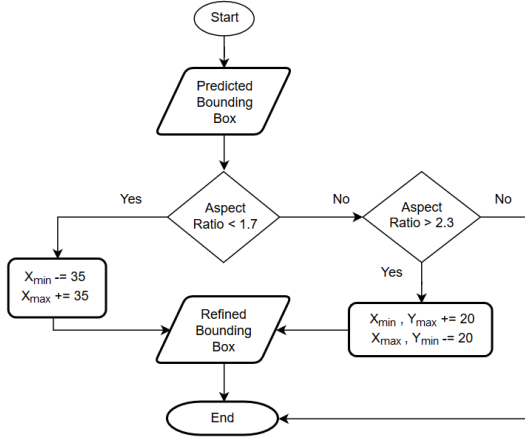 Start
Predicted
Bounding
Box
Yes
Aspect
Ratio < 1.7
No
Aspect
Ratio > 2.3
No
Yes
Xmin -= 35
Xmax += 35
Refined
Bounding
Box
Xmin , Ymax += 20
Xmax , Ymin -= 20
End